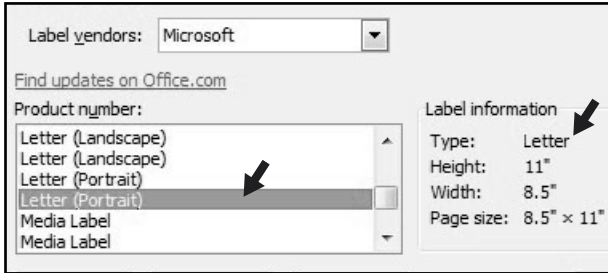 Label vendors: Microsoft
Find updates on Office.com
Product number:
Letter (Landscape)
Letter (Landscape)
Letter (Portrait)
Letter (Portrait)
Media Label
Media Label
Label information
Type: Letter
Height: 11"
Width: 8.5"
Page size: 8.5" × 11"